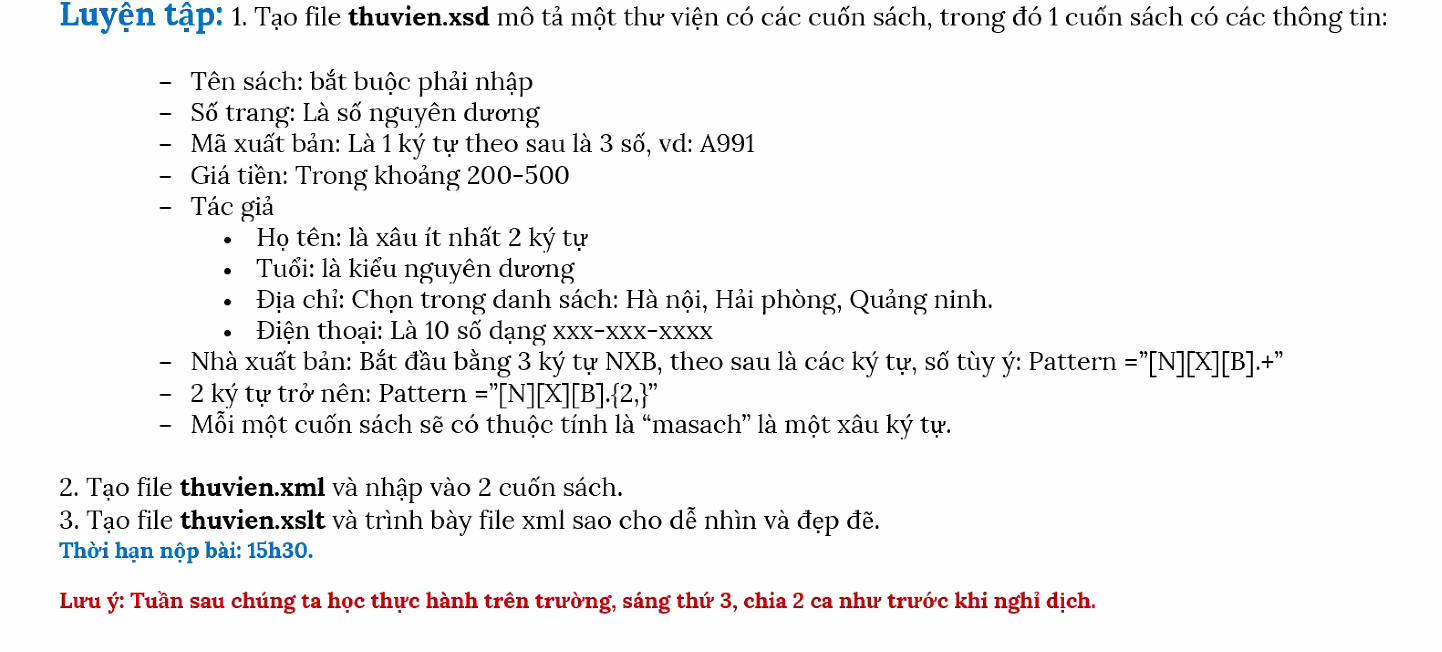 Luyện tập: 1. Tạo file thuvien.xsd mô tả một thư viện có các cuốn sách, trong đó 1 cuốn sách có các thông tin:
– Tên sách: bắt buộc phải nhập
– Số trang: Là số nguyên dương
– Mã xuất bản: Là 1 ký tự theo sau là 3 số, vd: A991
– Giá tiền: Trong khoảng 200-500
– Tác giả
• Họ tên: là xâu ít nhất 2 ký tự
• Tuổi: là kiểu nguyên dương
• Địa chỉ: Chọn trong danh sách: Hà nội, Hải phòng, Quảng ninh.
• Điện thoại: Là 10 số dạng xxx-xxx-xxxx
– Nhà xuất bản: Bắt đầu bằng 3 ký tự NXB, theo sau là các ký tự, số tùy ý: Pattern =”[N][X][B].+”
– 2 ký tự trở nên: Pattern =”[N][X][B].{2,}”
– Mỗi một cuốn sách sẽ có thuộc tính là “masach” là một xâu ký tự.
2. Tạo file thuvien.xml và nhập vào 2 cuốn sách.
3. Tạo file thuvien.xslt và trình bày file xml sao cho dễ nhìn và đẹp đẽ.
Thời hạn nộp bài: 15h30.
Lưu ý: Tuần sau chúng ta học thực hành trên trường, sáng thứ 3, chia 2 ca như trước khi nghỉ dịch.